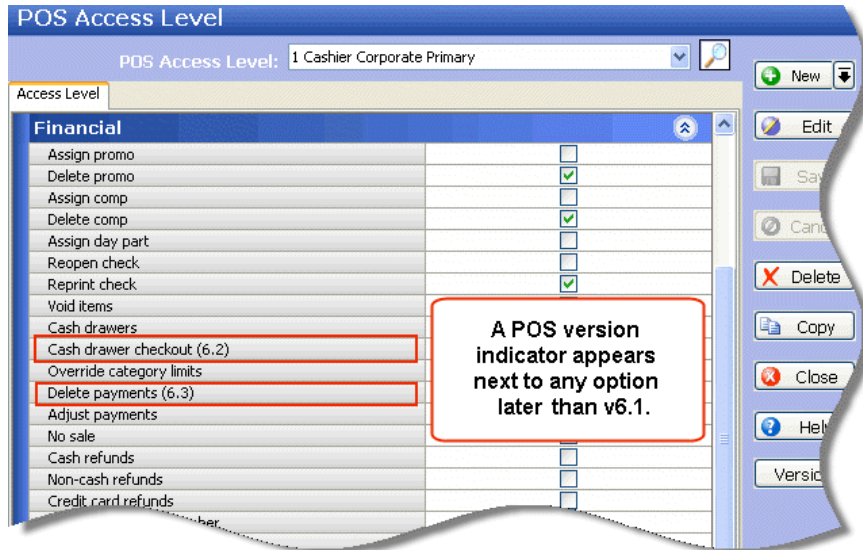 POS Access Level
POS Access Level: 1 Cashier Corporate Primary
Access Level
Financial
Assign promo
Delete promo
Assign comp
Delete comp
Assign day part
Reopen check
Reprint check
Void items
Cash drawers
Cash drawer checkout (6.2)
Override category limits
Delete payments (6.3)
Adjust payments
No sale
Cash refunds
Non-cash refunds
Credit card refunds
A POS version
indicator appears
next to any option
later than v6.1.
New
Edit
Delete
Copy
Close